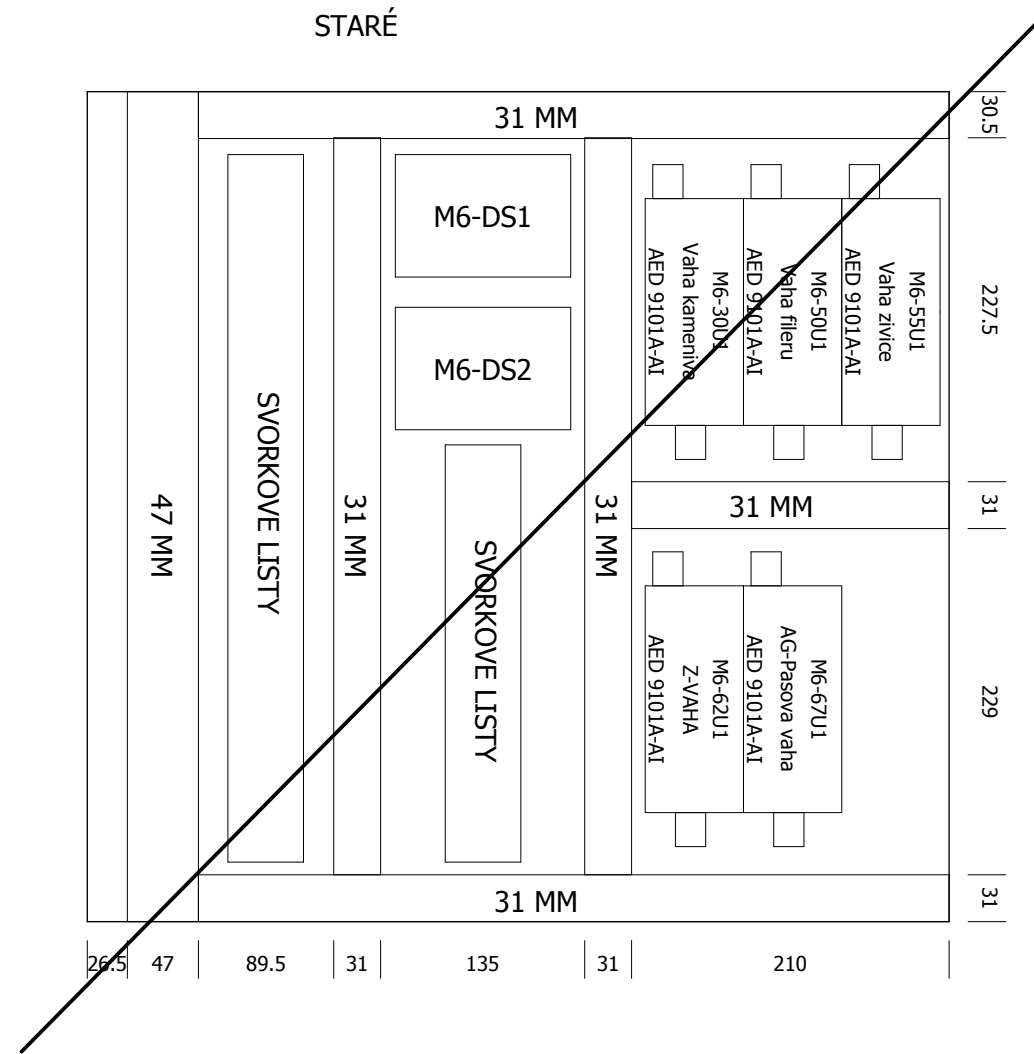 STARÉ
31 MM
30.5
M6-DS1
M6-DS2
M6-30U1
Vaha kameniva
AED 9101A-AI
M6-50U1
Vaha fileru
AED 9101A-AI
M6-55U1
Vaha zivice
AED 9101A-AI
227.5
47 MM
SVORKOVE LISTY
31 MM
SVORKOVE LISTY
31 MM
31 MM
31
M6-62U1
Z-VAHA
AED 9101A-AI
M6-67U1
AG-Pasova vaha
AED 9101A-AI
229
31 MM
31
26.5
47
89.5
31
135
31
210